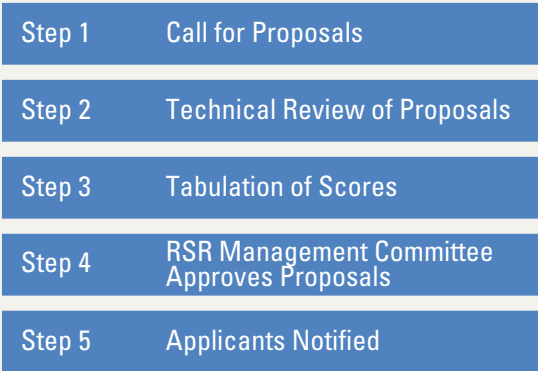 Step 1 Call for Proposals
Step 2 Technical Review of Proposals
Step 3 Tabulation of Scores
Step 4 RSR Management Committee
Approves Proposals
Step 5 Applicants Notified